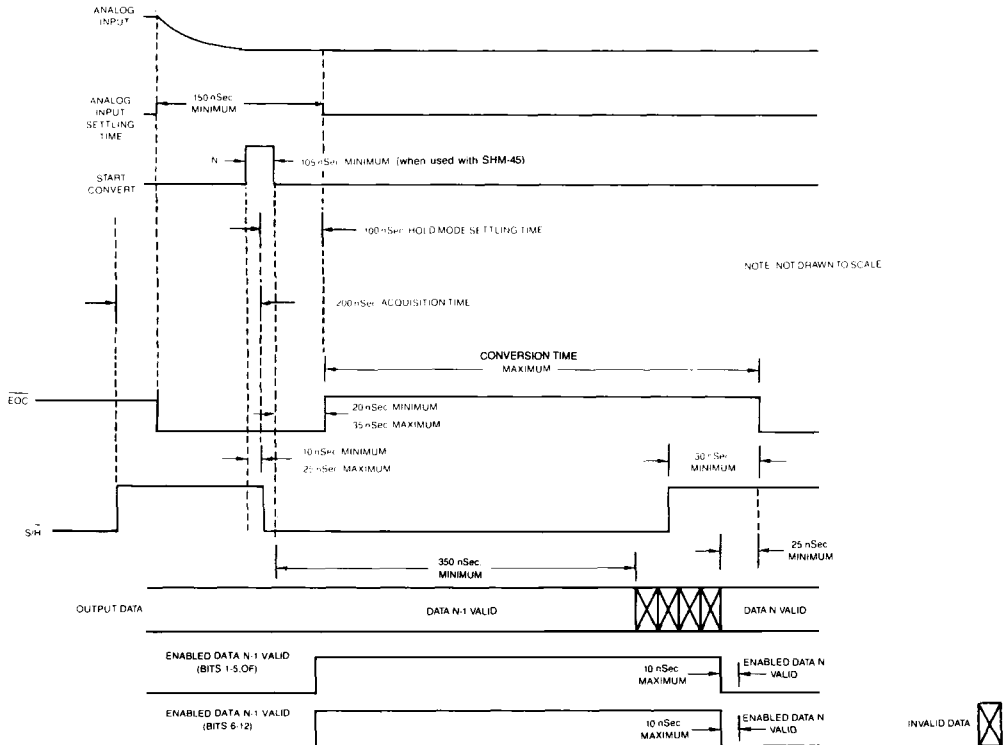 ANALOG
INPUT
ANALOG
INPUT
SETTLING
TIME
150 nSec
MINIMUM
START
CONVERT
N
105 nSec MINIMUM (when used with SHM-45)
100 nSec HOLD MODE SETTLING TIME
NOTE NOT DRAWN TO SCALE
200 nSec ACQUISITION TIME
CONVERSION TIME
MAXIMUM
EOC
20 nSec MINIMUM
35 nSec MAXIMUM
10 nSec MINIMUM
25 nSec MAXIMUM
30 nSec
MINIMUM
S/H
25 nSec
MINIMUM
350 nSec.
MINIMUM
OUTPUT DATA
DATA N-1 VALID
DATA N VALID
ENABLED DATA N-1 VALID
(BITS 1-5,OF)
10 nSec
MAXIMUM
ENABLED DATA N
VALID
ENABLED DATA N-1 VALID
(BITS 6-12)
10 nSec
MAXIMUM
ENABLED DATA N
VALID
INVALID DATA